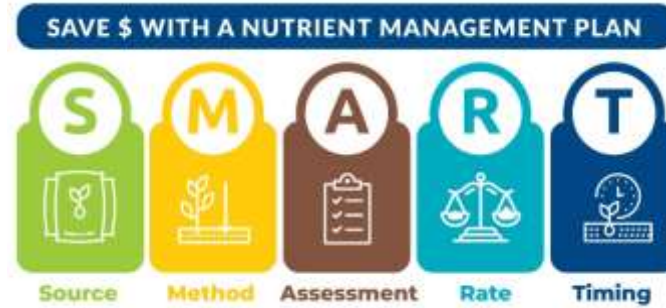 SAVE $ WITH A NUTRIENT MANAGEMENT PLAN
S M A R T
Source Method Assessment Rate Timing